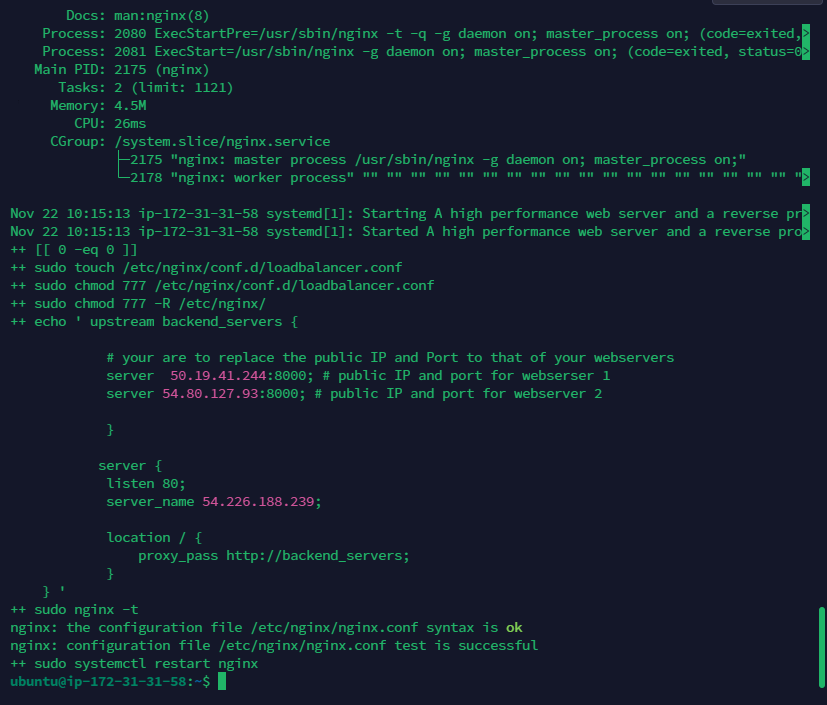 Docs: man:nginx(8)
Process: 2080 ExecStartPre=/usr/sbin/nginx -t -q -g daemon on; master_process on; (code=exited,>
Process: 2081 ExecStart=/usr/sbin/nginx -g daemon on; master_process on; (code=exited, status=0>
Main PID: 2175 (nginx)
Tasks: 2 (limit: 1121)
Memory: 4.5M
CPU: 26ms
CGroup: /system.slice/nginx.service
├─2175 "nginx: master process /usr/sbin/nginx -g daemon on; master_process on;"
└─2178 "nginx: worker process" "" "" "" "" "" "" "" "" "" "" "" "" "" "" "" "" "" "" ">
Nov 22 10:15:13 ip-172-31-31-58 systemd[1]: Starting A high performance web server and a reverse pr>
Nov 22 10:15:13 ip-172-31-31-58 systemd[1]: Started A high performance web server and a reverse pro>
++ [[ 0 -eq 0 ]]
++ sudo touch /etc/nginx/conf.d/loadbalancer.conf
++ sudo chmod 777 /etc/nginx/conf.d/loadbalancer.conf
++ sudo chmod 777 -R /etc/nginx/
++ echo ' upstream backend_servers {
# your are to replace the public IP and Port to that of your webservers
server  50.19.41.244:8000; # public IP and port for webserser 1
server 54.80.127.93:8000; # public IP and port for webserver 2
}
server {
listen 80;
server_name 54.226.188.239;
location / {
proxy_pass http://backend_servers;
}
} '
++ sudo nginx -t
nginx: the configuration file /etc/nginx/nginx.conf syntax is ok
nginx: configuration file /etc/nginx/nginx.conf test is successful
++ sudo systemctl restart nginx
ubuntu@ip-172-31-31-58:~$